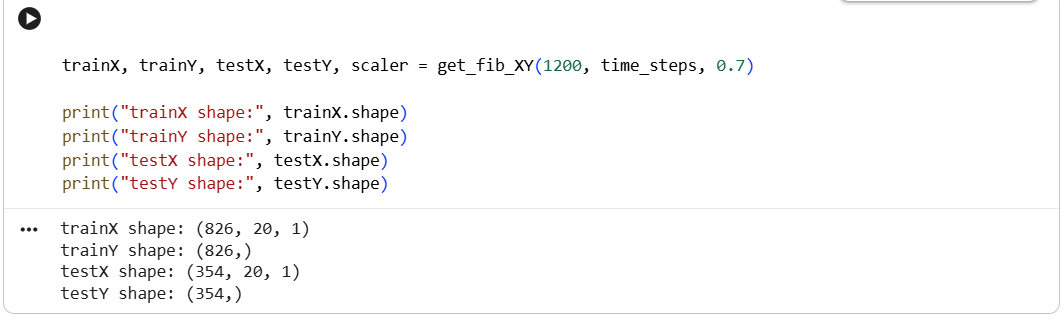 trainX, trainY, testX, testY, scaler = get_fib_XY(1200, time_steps, 0.7)
print("trainX shape:", trainX.shape)
print("trainY shape:", trainY.shape)
print("testX shape:", testX.shape)
print("testY shape:", testY.shape)
trainX shape: (826, 20, 1)
trainY shape: (826,)
testX shape: (354, 20, 1)
testY shape: (354,)